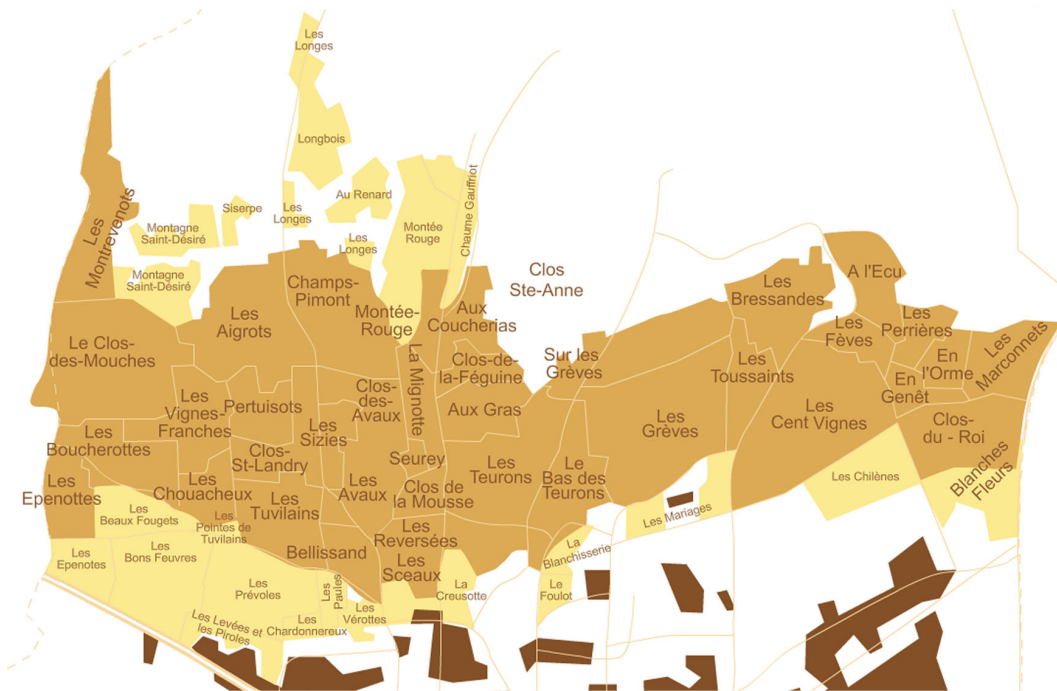 Les
Longes
Longbois
Au Renard
Siserpe
Les
Longes
Montagne
Saint-Désiré
Les
Longes
Montée
Rouge
Chaume Gauffriot
Les
Montrevenots
Montagne
Saint-Désiré
Champs-
Pimont
Clos
Ste-Anne
A l'Ecu
Les
Bressandes
Les
Aigrots
Montée-
Rouge
Aux
Coucherias
Les
Perrières
Les
Fèves
Le Clos-
des-Mouches
La Mignotte
Clos-de-
la-Féguine
Sur les
Grèves
Les
Toussaints
En
l'Orme
Les
Marconnets
En
Genêt
Les
Vignes-
Franches
Pertuisots
Clos-
des-
Avaux
Aux Gras
Les
Grèves
Les
Cent Vignes
Clos-
du - Roi
Les
Boucherottes
Les
Sizies
Clos-
St-Landry
Seurey
Les
Teurons
Le
Bas des
Teurons
Les Chilènes
Blanches
Fleurs
Les
Epenottes
Les
Chouacheux
Les
Tuvilains
Les
Avaux
Clos de
la Mousse
Les Mariages
Les
Beaux Fougets
Les
Pointes de
Tuvilains
Les
Reversées
Bellissand
Les
Sceaux
La
Blanchisserie
Les
Epenotes
Les
Bons Feuvres
Les
Prévoles
Les
Paules
La
Creusotte
Le
Foulot
Les
Vérottes
Les Levées et
les Piroles
Les
Chardonnereux